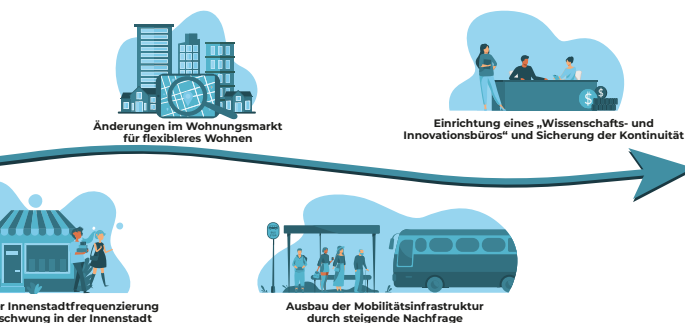 Änderungen im Wohnungsmarkt
für flexibleres Wohnen
Einrichtung eines „Wissenschafts- und
Innovationsbüros“ und Sicherung der Kontinuität
Innenstadtfrequenzierung
in der Innenstadt
Ausbau der Mobilitätsinfrastruktur
durch steigende Nachfrage